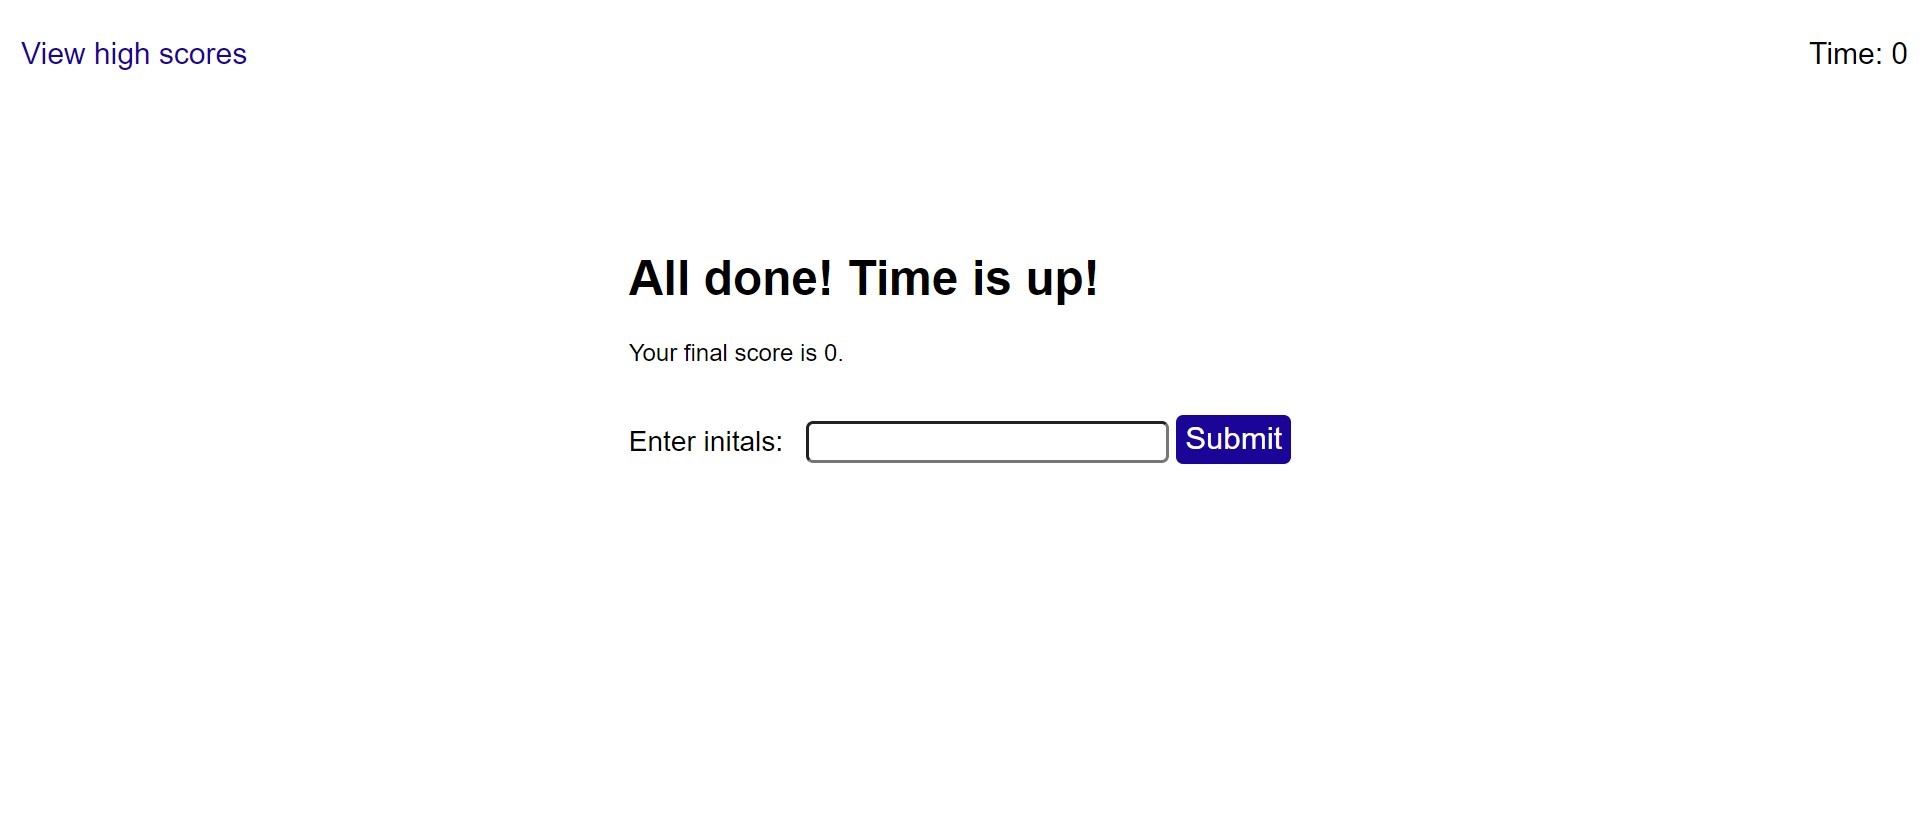 View high scores
Time: 0
All done! Time is up!
Your final score is 0.
Enter initals:
Submit